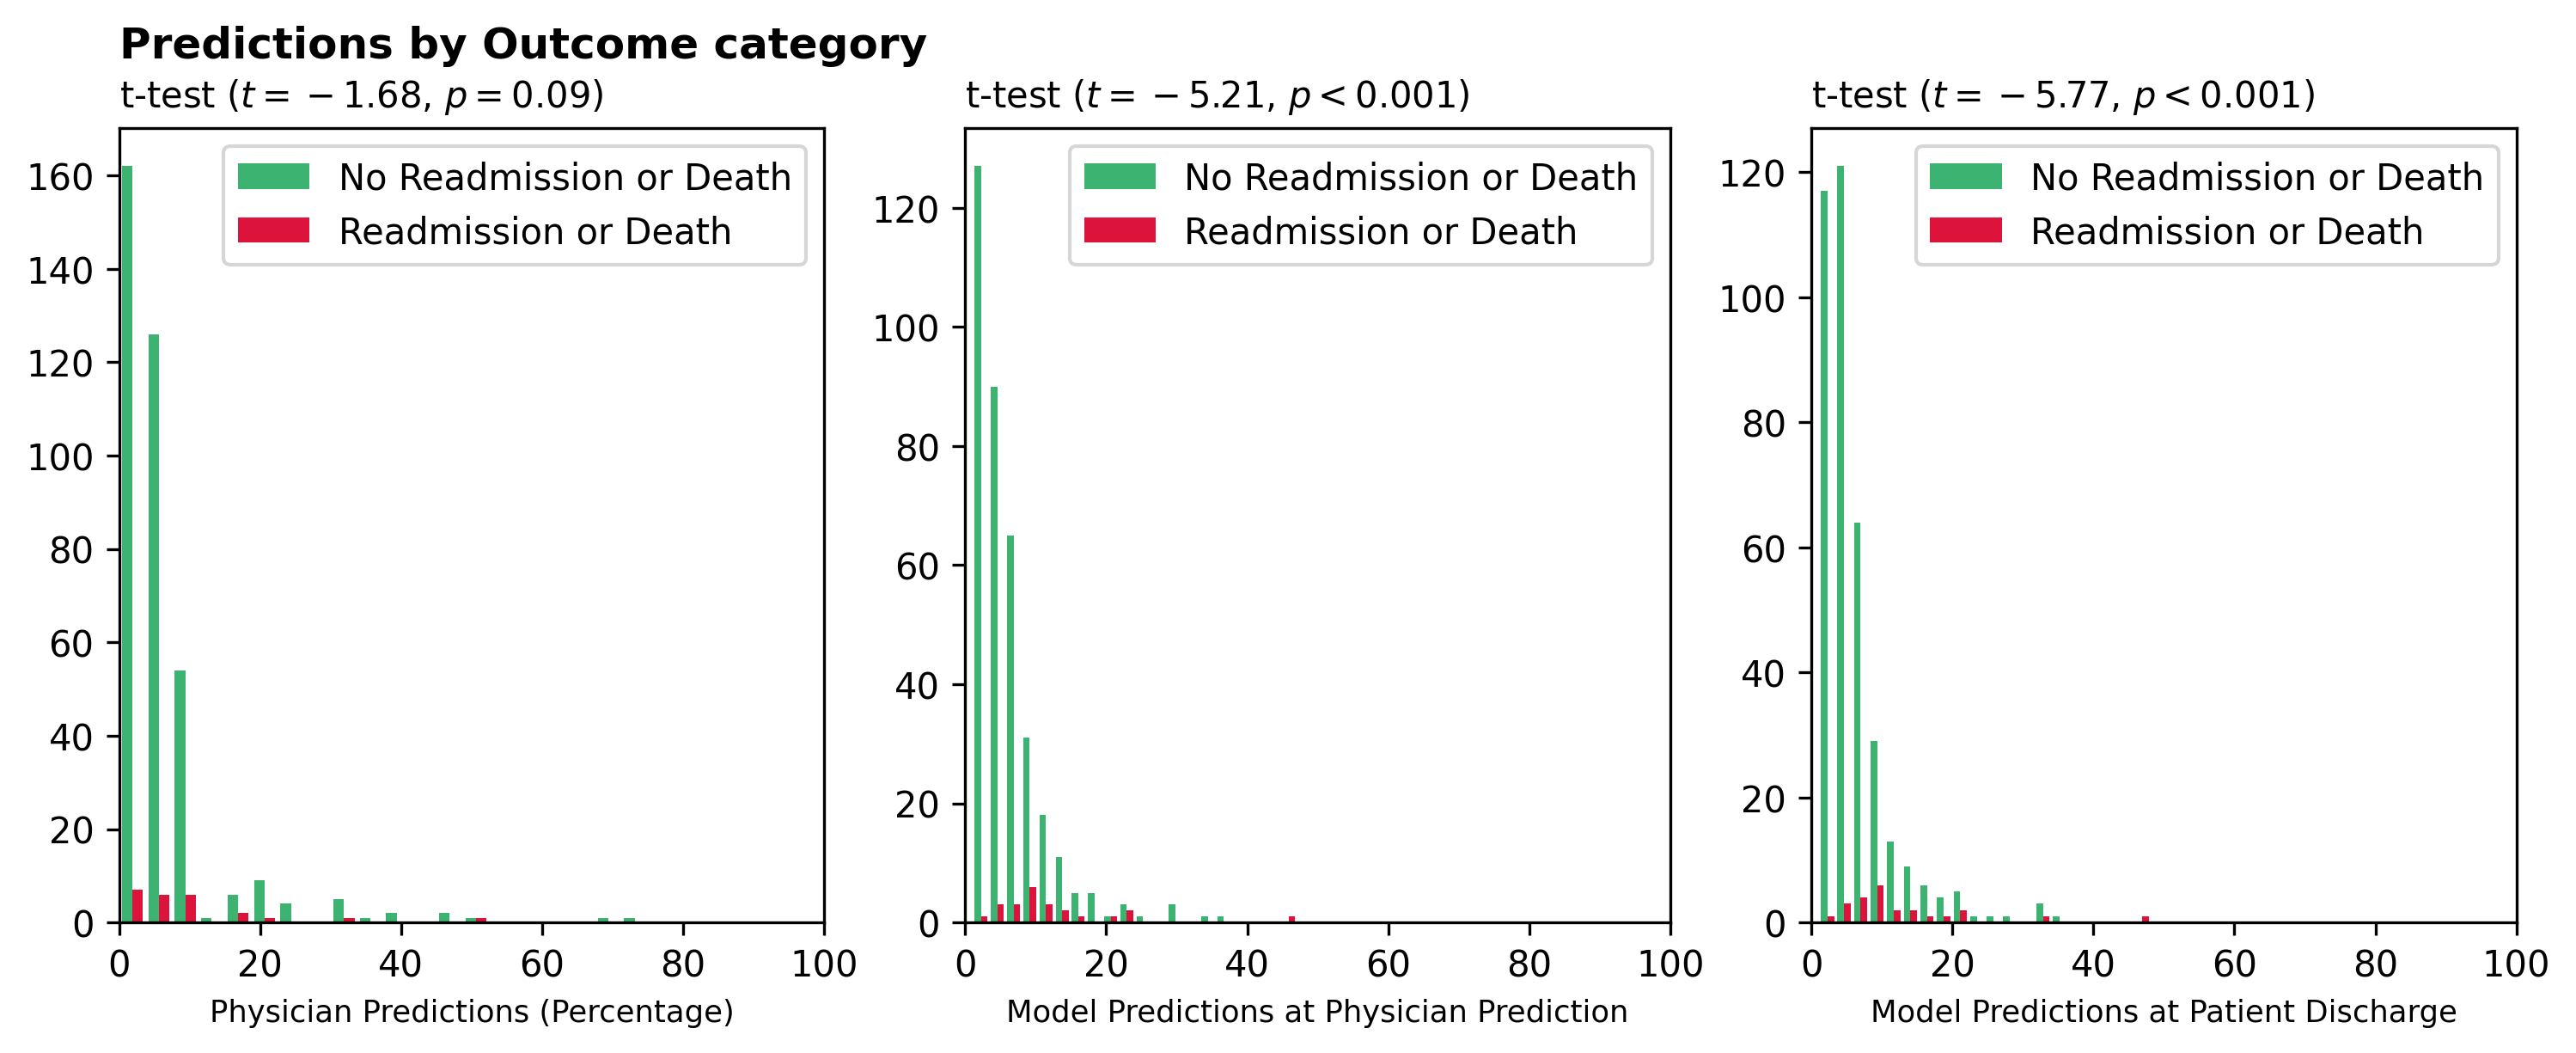 Predictions by Outcome category
t-test (t = −1.68, p = 0.09)
No Readmission or Death
Readmission or Death
160
140
120
100
80
60
40
20
0
0 20 40 60 80 100
Physician Predictions (Percentage)
t-test (t = −5.21, p < 0.001)
No Readmission or Death
Readmission or Death
120
100
80
60
40
20
0
0 20 40 60 80 100
Model Predictions at Physician Prediction
t-test (t = −5.77, p < 0.001)
No Readmission or Death
Readmission or Death
120
100
80
60
40
20
0
0 20 40 60 80 100
Model Predictions at Patient Discharge